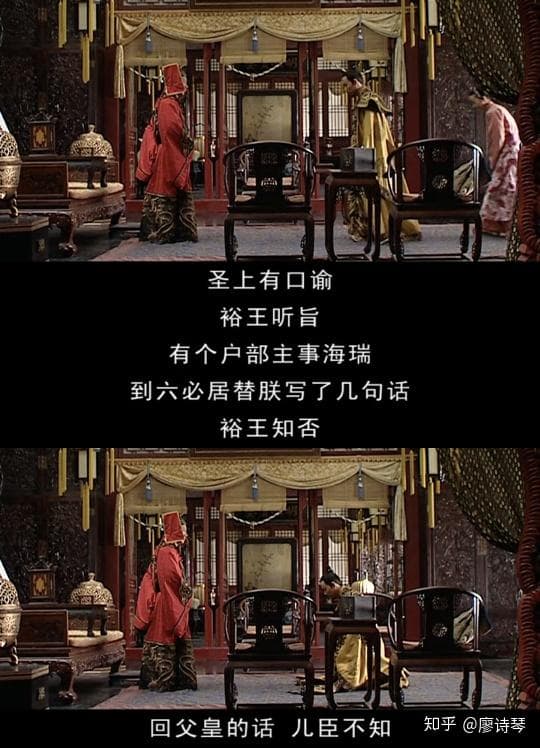 圣上有口谕
裕王听旨
有个户部主事海瑞
到六必居替朕写了几句话
裕王知否
回父皇的话 儿臣不知
知乎 @廖诗琴